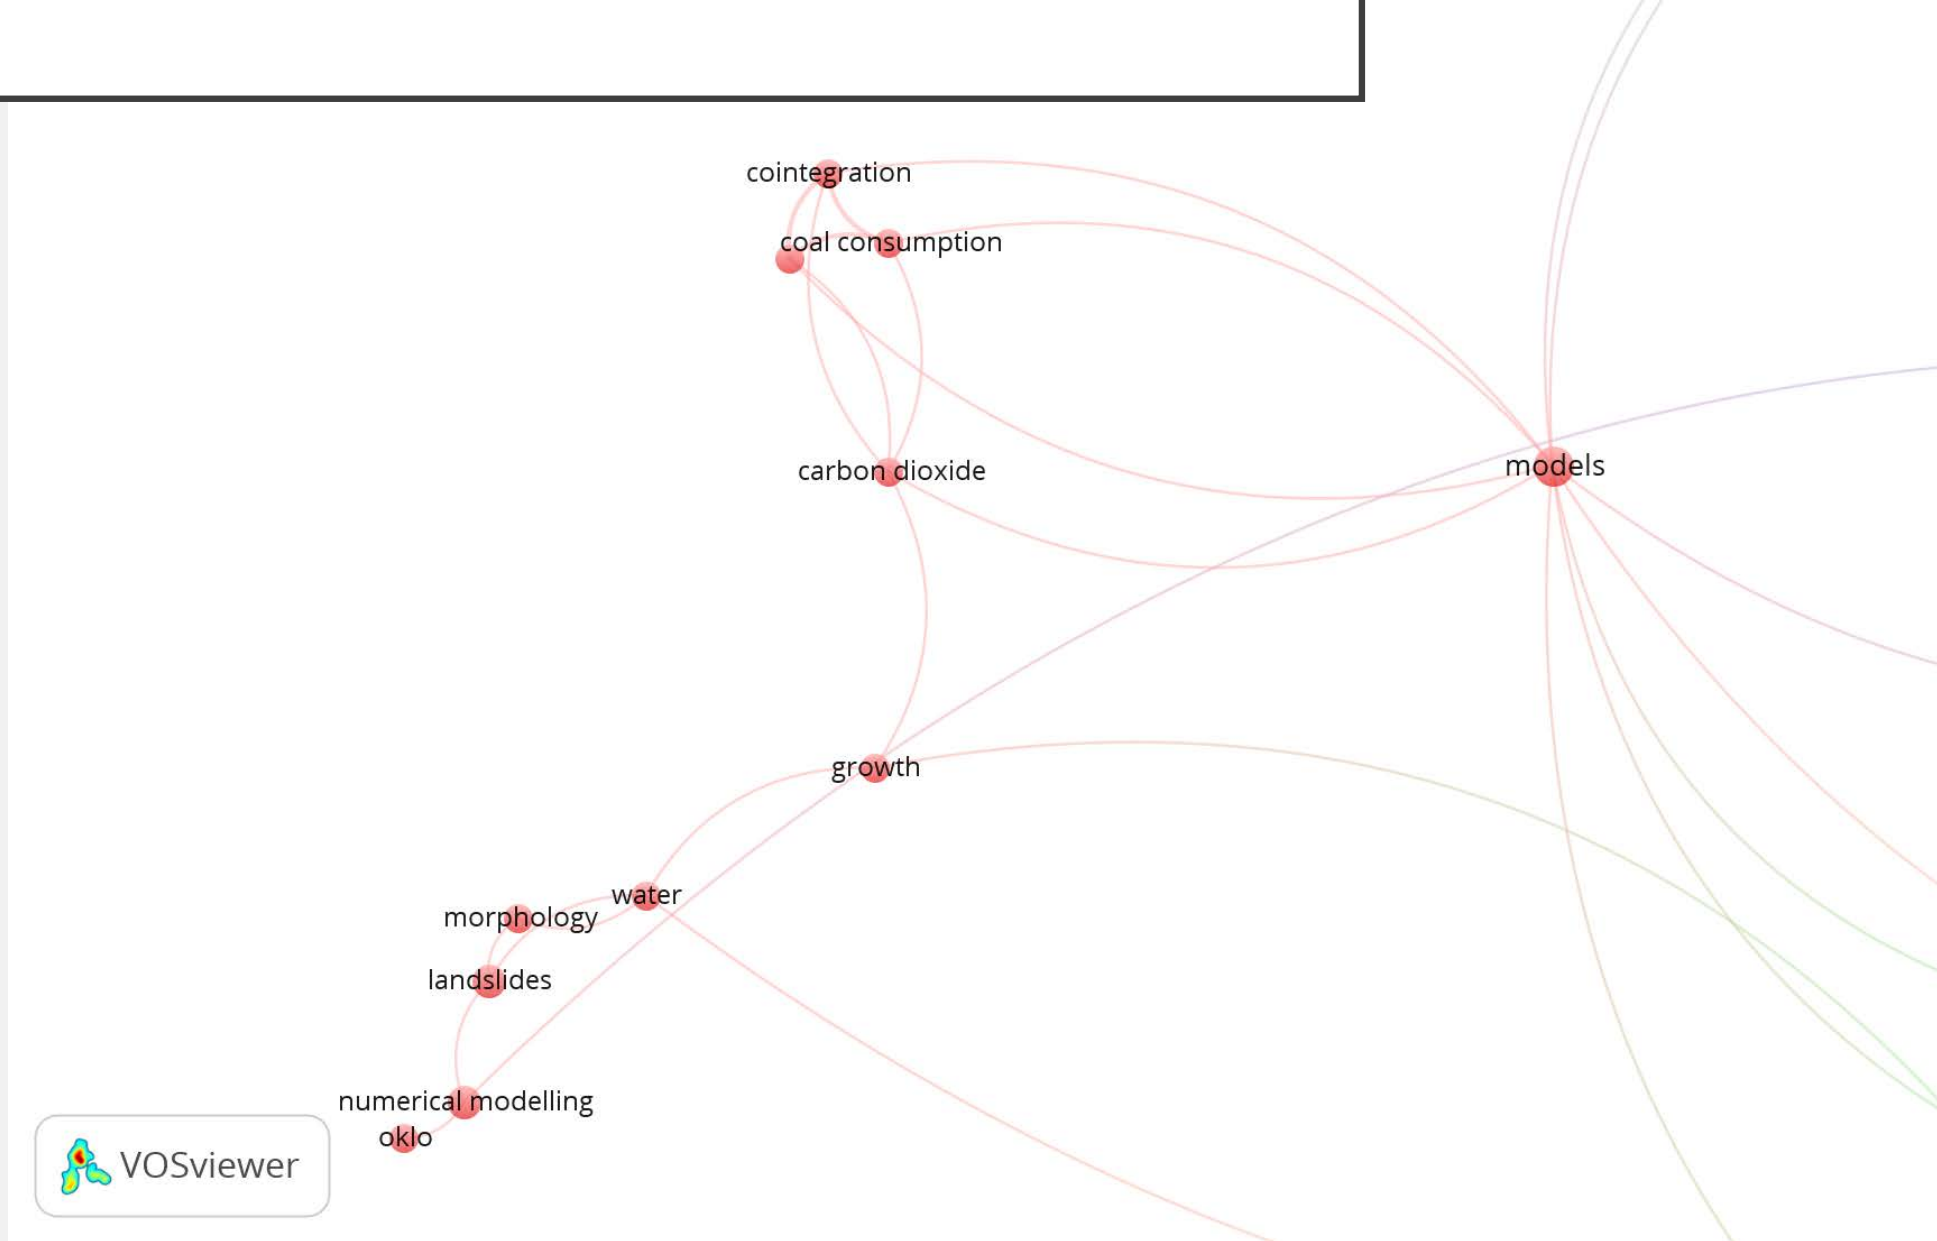 cointegration
coal consumption
carbon dioxide
models
growth
water
morphology
landslides
numerical modelling
oklo
VOSviewer